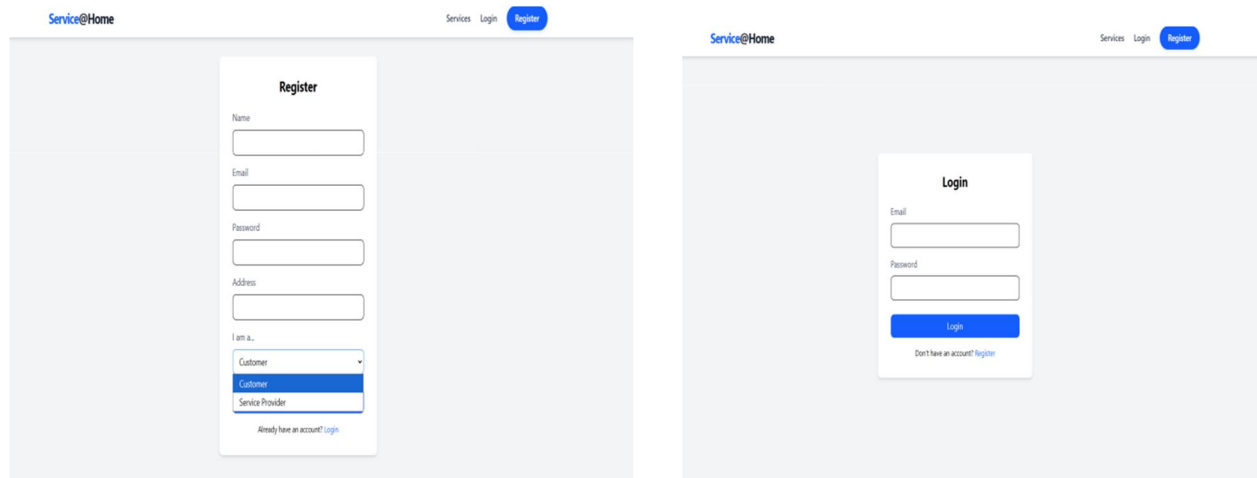 Service@Home
Services Login Register
Register
Name
Email
Password
Address
I am a...
Customer
Customer
Service Provider
Already have an account? Login
Service@Home
Services Login Register
Login
Email
Password
Login
Don't have an account? Register